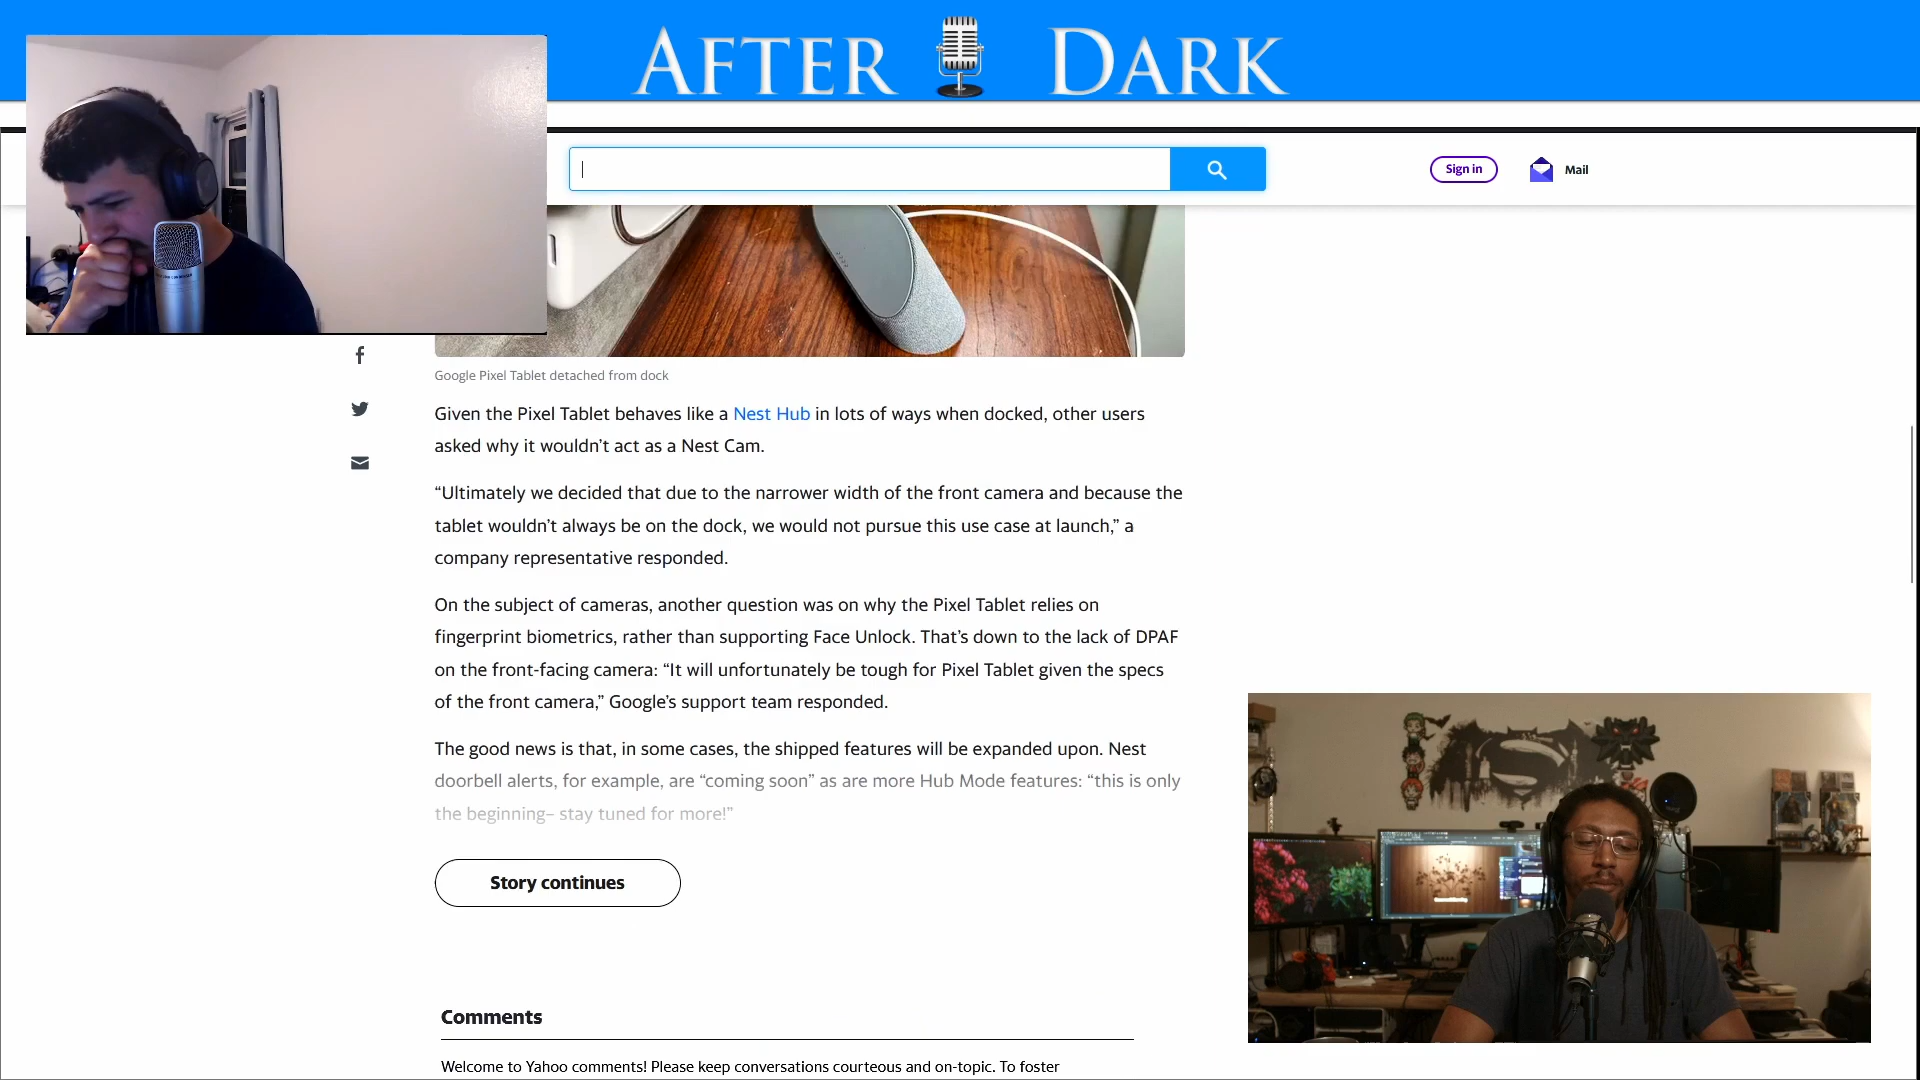 AFTER DARK
Sign in
Mail
Google Pixel Tablet detached from dock
Given the Pixel Tablet behaves like a Nest Hub in lots of ways when docked, other users
asked why it wouldn’t act as a Nest Cam.
“Ultimately we decided that due to the narrower width of the front camera and because the
tablet wouldn’t always be on the dock, we would not pursue this use case at launch,” a
company representative responded.
On the subject of cameras, another question was on why the Pixel Tablet relies on
fingerprint biometrics, rather than supporting Face Unlock. That’s down to the lack of DPAF
on the front-facing camera: “It will unfortunately be tough for Pixel Tablet given the specs
of the front camera,” Google’s support team responded.
The good news is that, in some cases, the shipped features will be expanded upon. Nest
doorbell alerts, for example, are “coming soon” as are more Hub Mode features: “this is only
the beginning– stay tuned for more!”
Story continues
Comments
Welcome to Yahoo comments! Please keep conversations courteous and on-topic. To foster